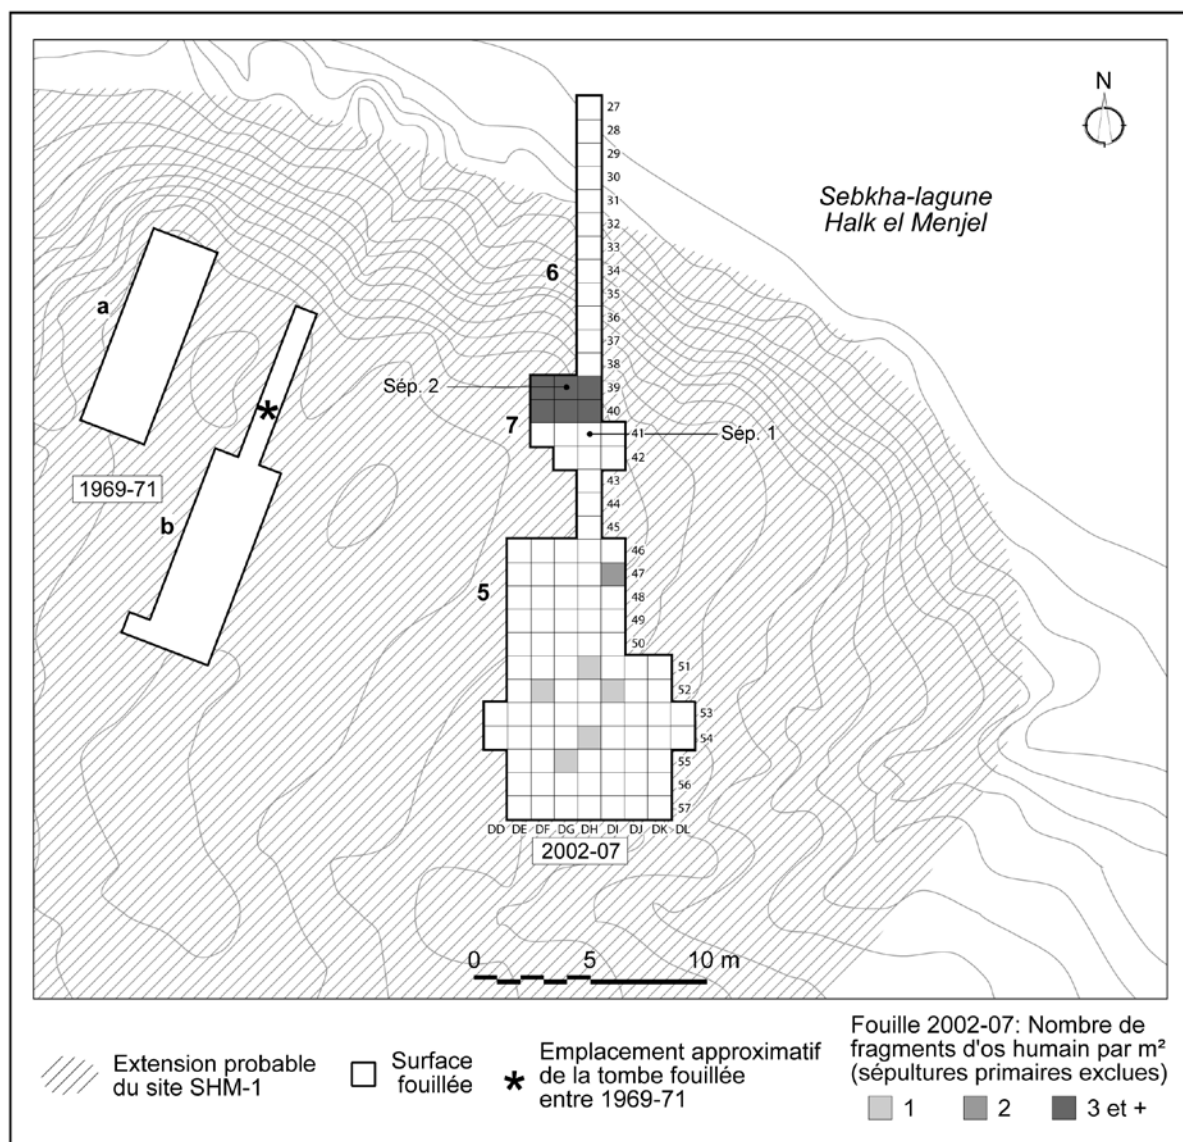 N
Sebkha-lagune
Halk el Menjel
27
28
29
30
31
32
33
34
35
36
37
38
39
40
41
42
43
44
45
46
47
48
49
50
51
52
53
54
55
56
57
6
a
Sép. 2
7
Sép. 1
1969-71
b
5
DD DE DF DG DH DI DJ DK DL
2002-07
0 5 10 m
Extension probable
du site SHM-1
Surface
fouillée
*
Emplacement approximatif
de la tombe fouillée
entre 1969-71
Fouille 2002-07: Nombre de
fragments d'os humain par m²
(sépultures primaires exclues)
1 2 3 et +